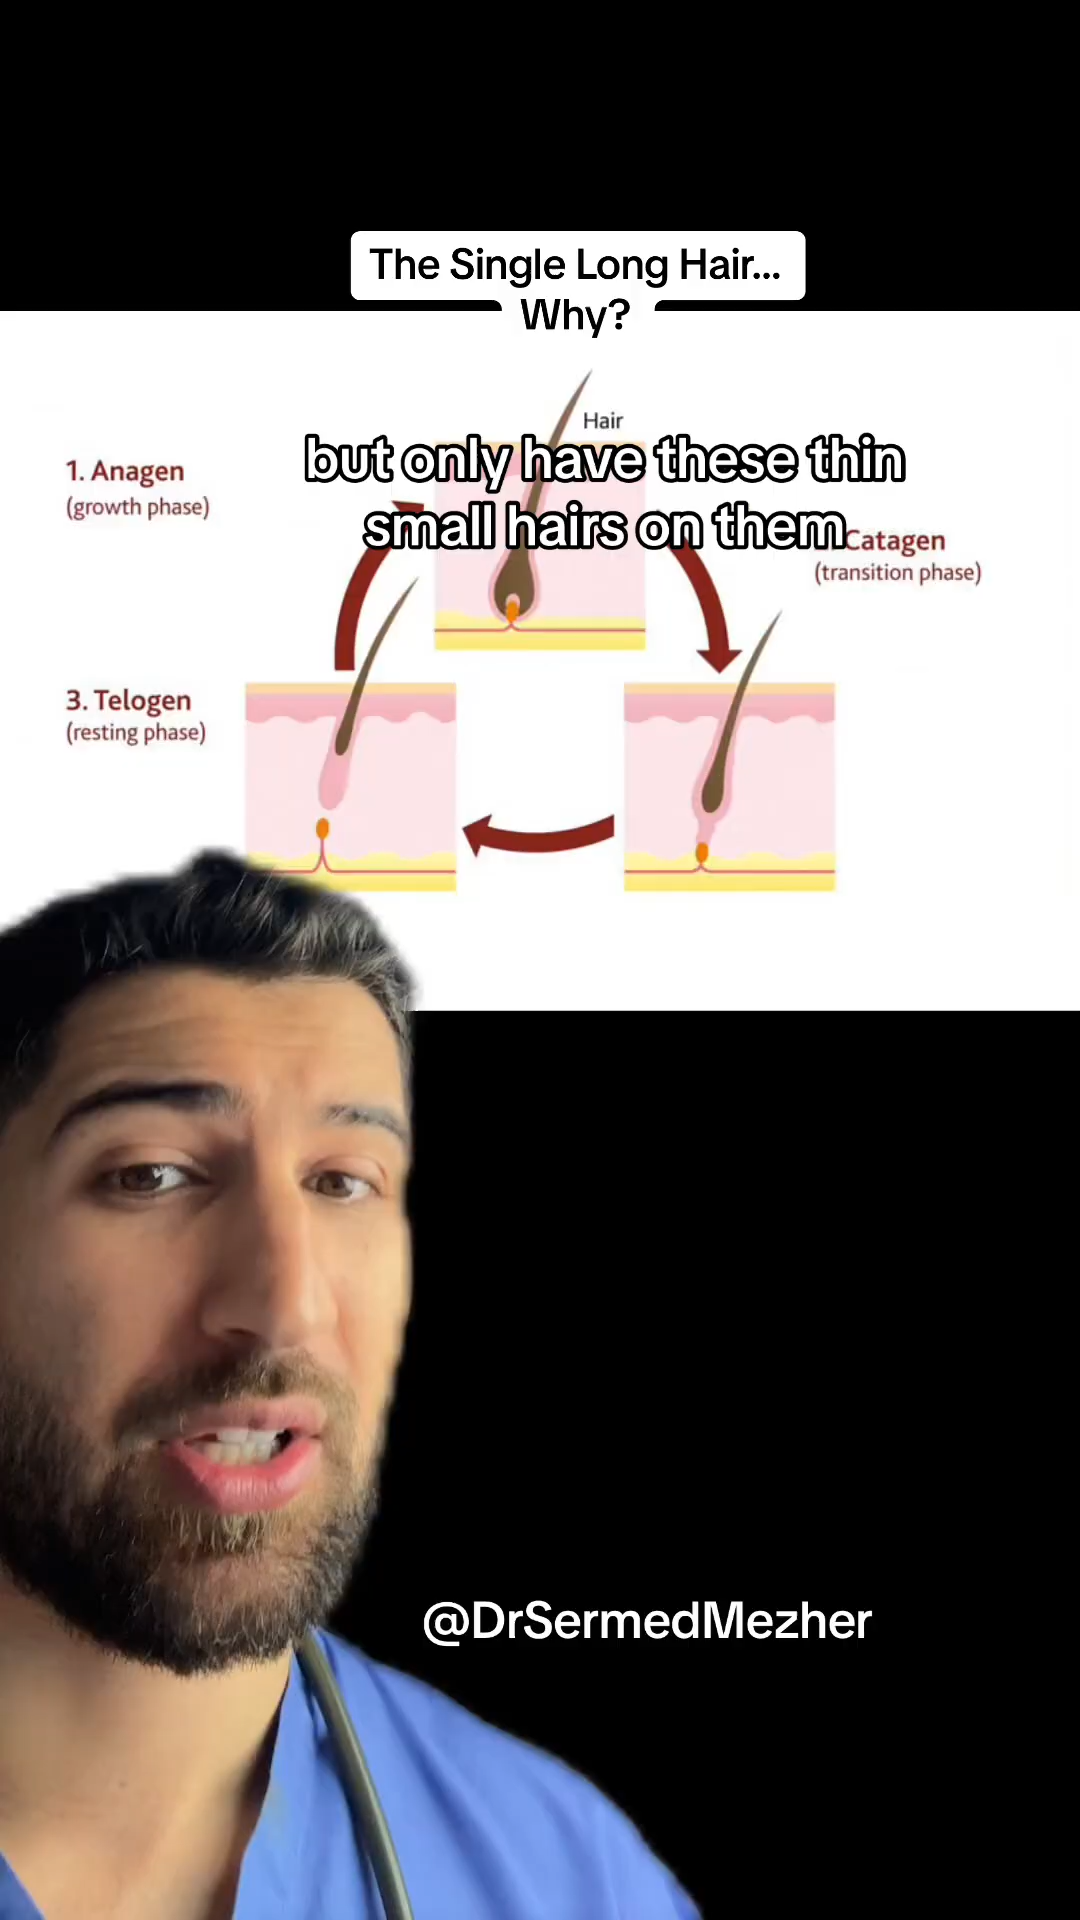 The Single Long Hair...
Why?
Hair
but only have these thin
small hairs on them
1. Anagen
(growth phase)
Catagen
(transition phase)
3. Telogen
(resting phase)
@DrSermedMezher